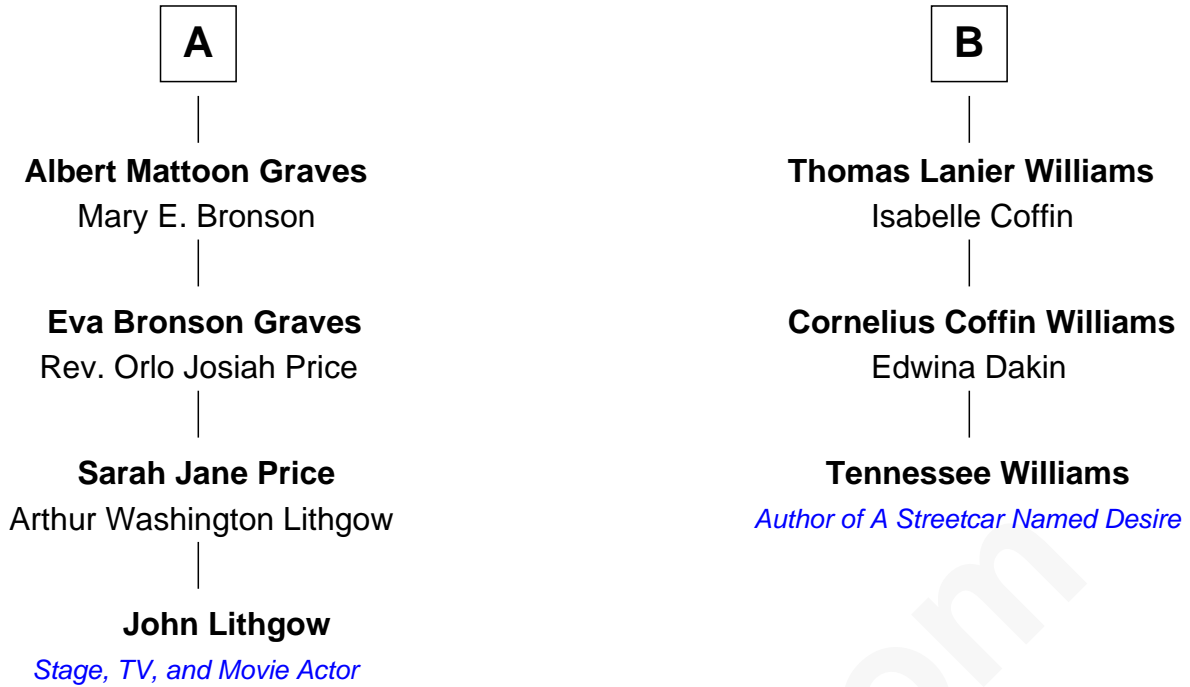 A
Albert Mattoon Graves
Mary E. Bronson
Eva Bronson Graves
Rev. Orlo Josiah Price
Sarah Jane Price
Arthur Washington Lithgow
John Lithgow
Stage, TV, and Movie Actor
B
Thomas Lanier Williams
Isabelle Coffin
Cornelius Coffin Williams
Edwina Dakin
Tennessee Williams
Author of A Streetcar Named Desire
om